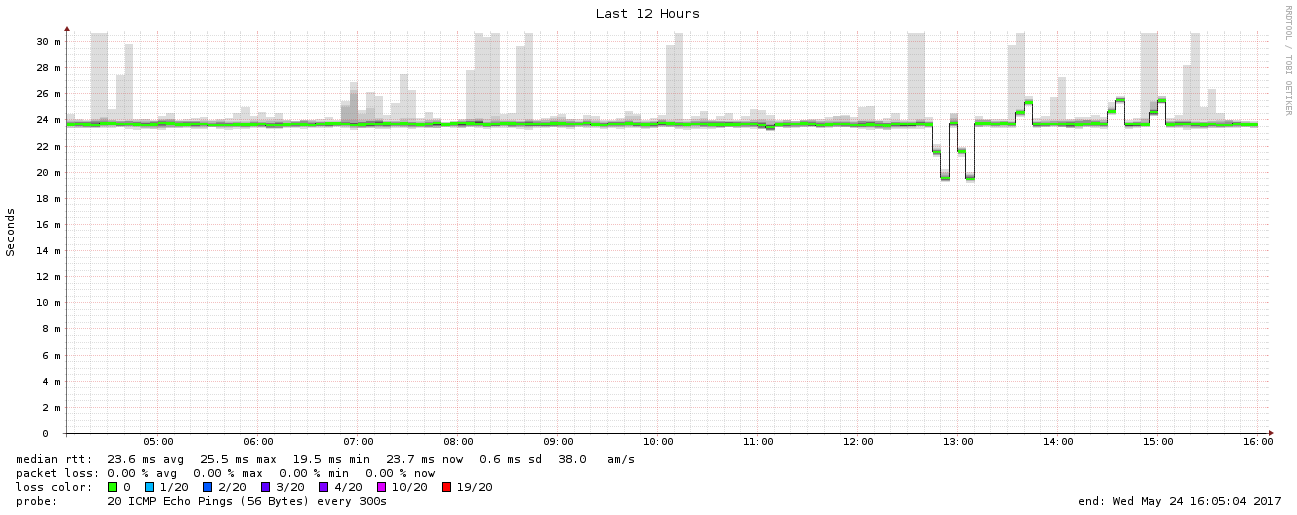 Last 12 Hours
RRDTOOL / TOBI OETIKER
Seconds
30 m
28 m
26 m
24 m
22 m
20 m
18 m
16 m
14 m
12 m
10 m
8 m
6 m
4 m
2 m
0
05:00 06:00 07:00 08:00 09:00 10:00 11:00 12:00 13:00 14:00 15:00 16:00
median rtt: 23.6 ms avg 25.5 ms max 19.5 ms min 23.7 ms now 0.6 ms sd 38.0 am/s
packet loss: 0.00 % avg 0.00 % max 0.00 % min 0.00 % now
loss color: 0 1/20 2/20 3/20 4/20 10/20 19/20
probe: 20 ICMP Echo Pings (56 Bytes) every 300s end: Wed May 24 16:05:04 2017